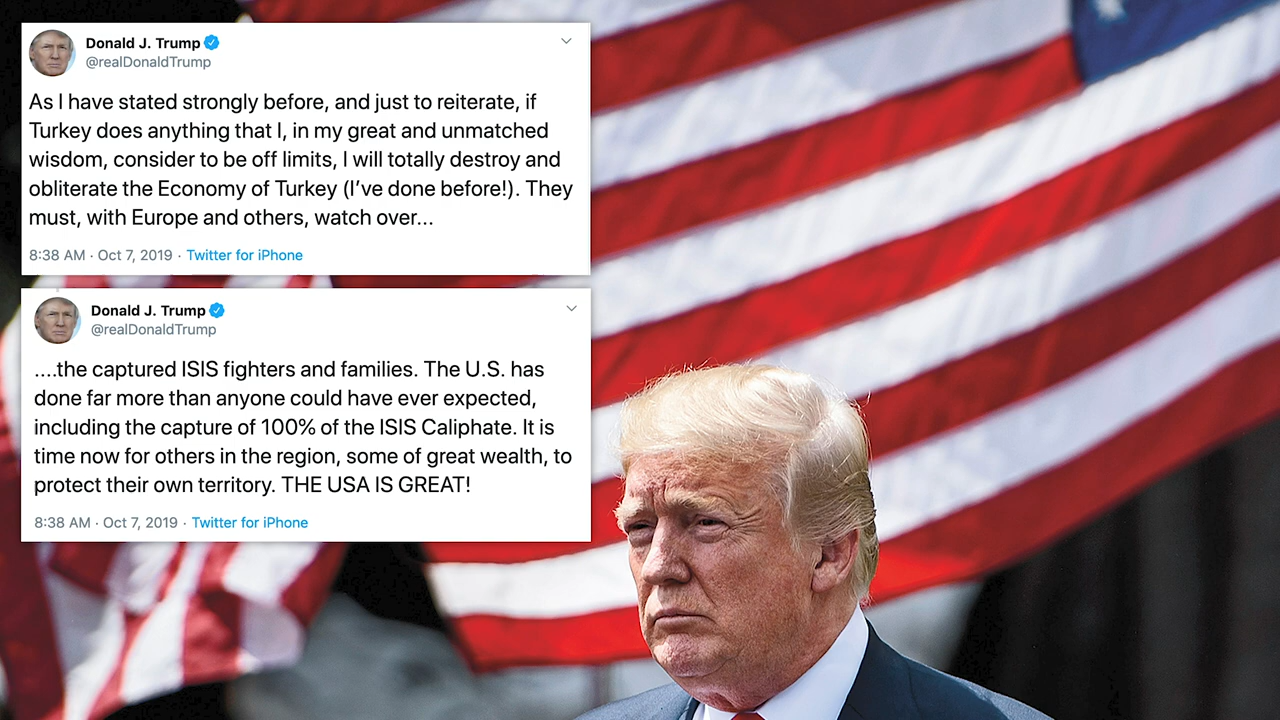 Donald J. Trump
@realDonaldTrump
As I have stated strongly before, and just to reiterate, if
Turkey does anything that I, in my great and unmatched
wisdom, consider to be off limits, I will totally destroy and
obliterate the Economy of Turkey (I've done before!). They
must, with Europe and others, watch over...
8:38 AM · Oct 7, 2019 · Twitter for iPhone
Donald J. Trump
@realDonaldTrump
....the captured ISIS fighters and families. The U.S. has
done far more than anyone could have ever expected,
including the capture of 100% of the ISIS Caliphate. It is
time now for others in the region, some of great wealth, to
protect their own territory. THE USA IS GREAT!
8:38 AM · Oct 7, 2019 · Twitter for iPhone